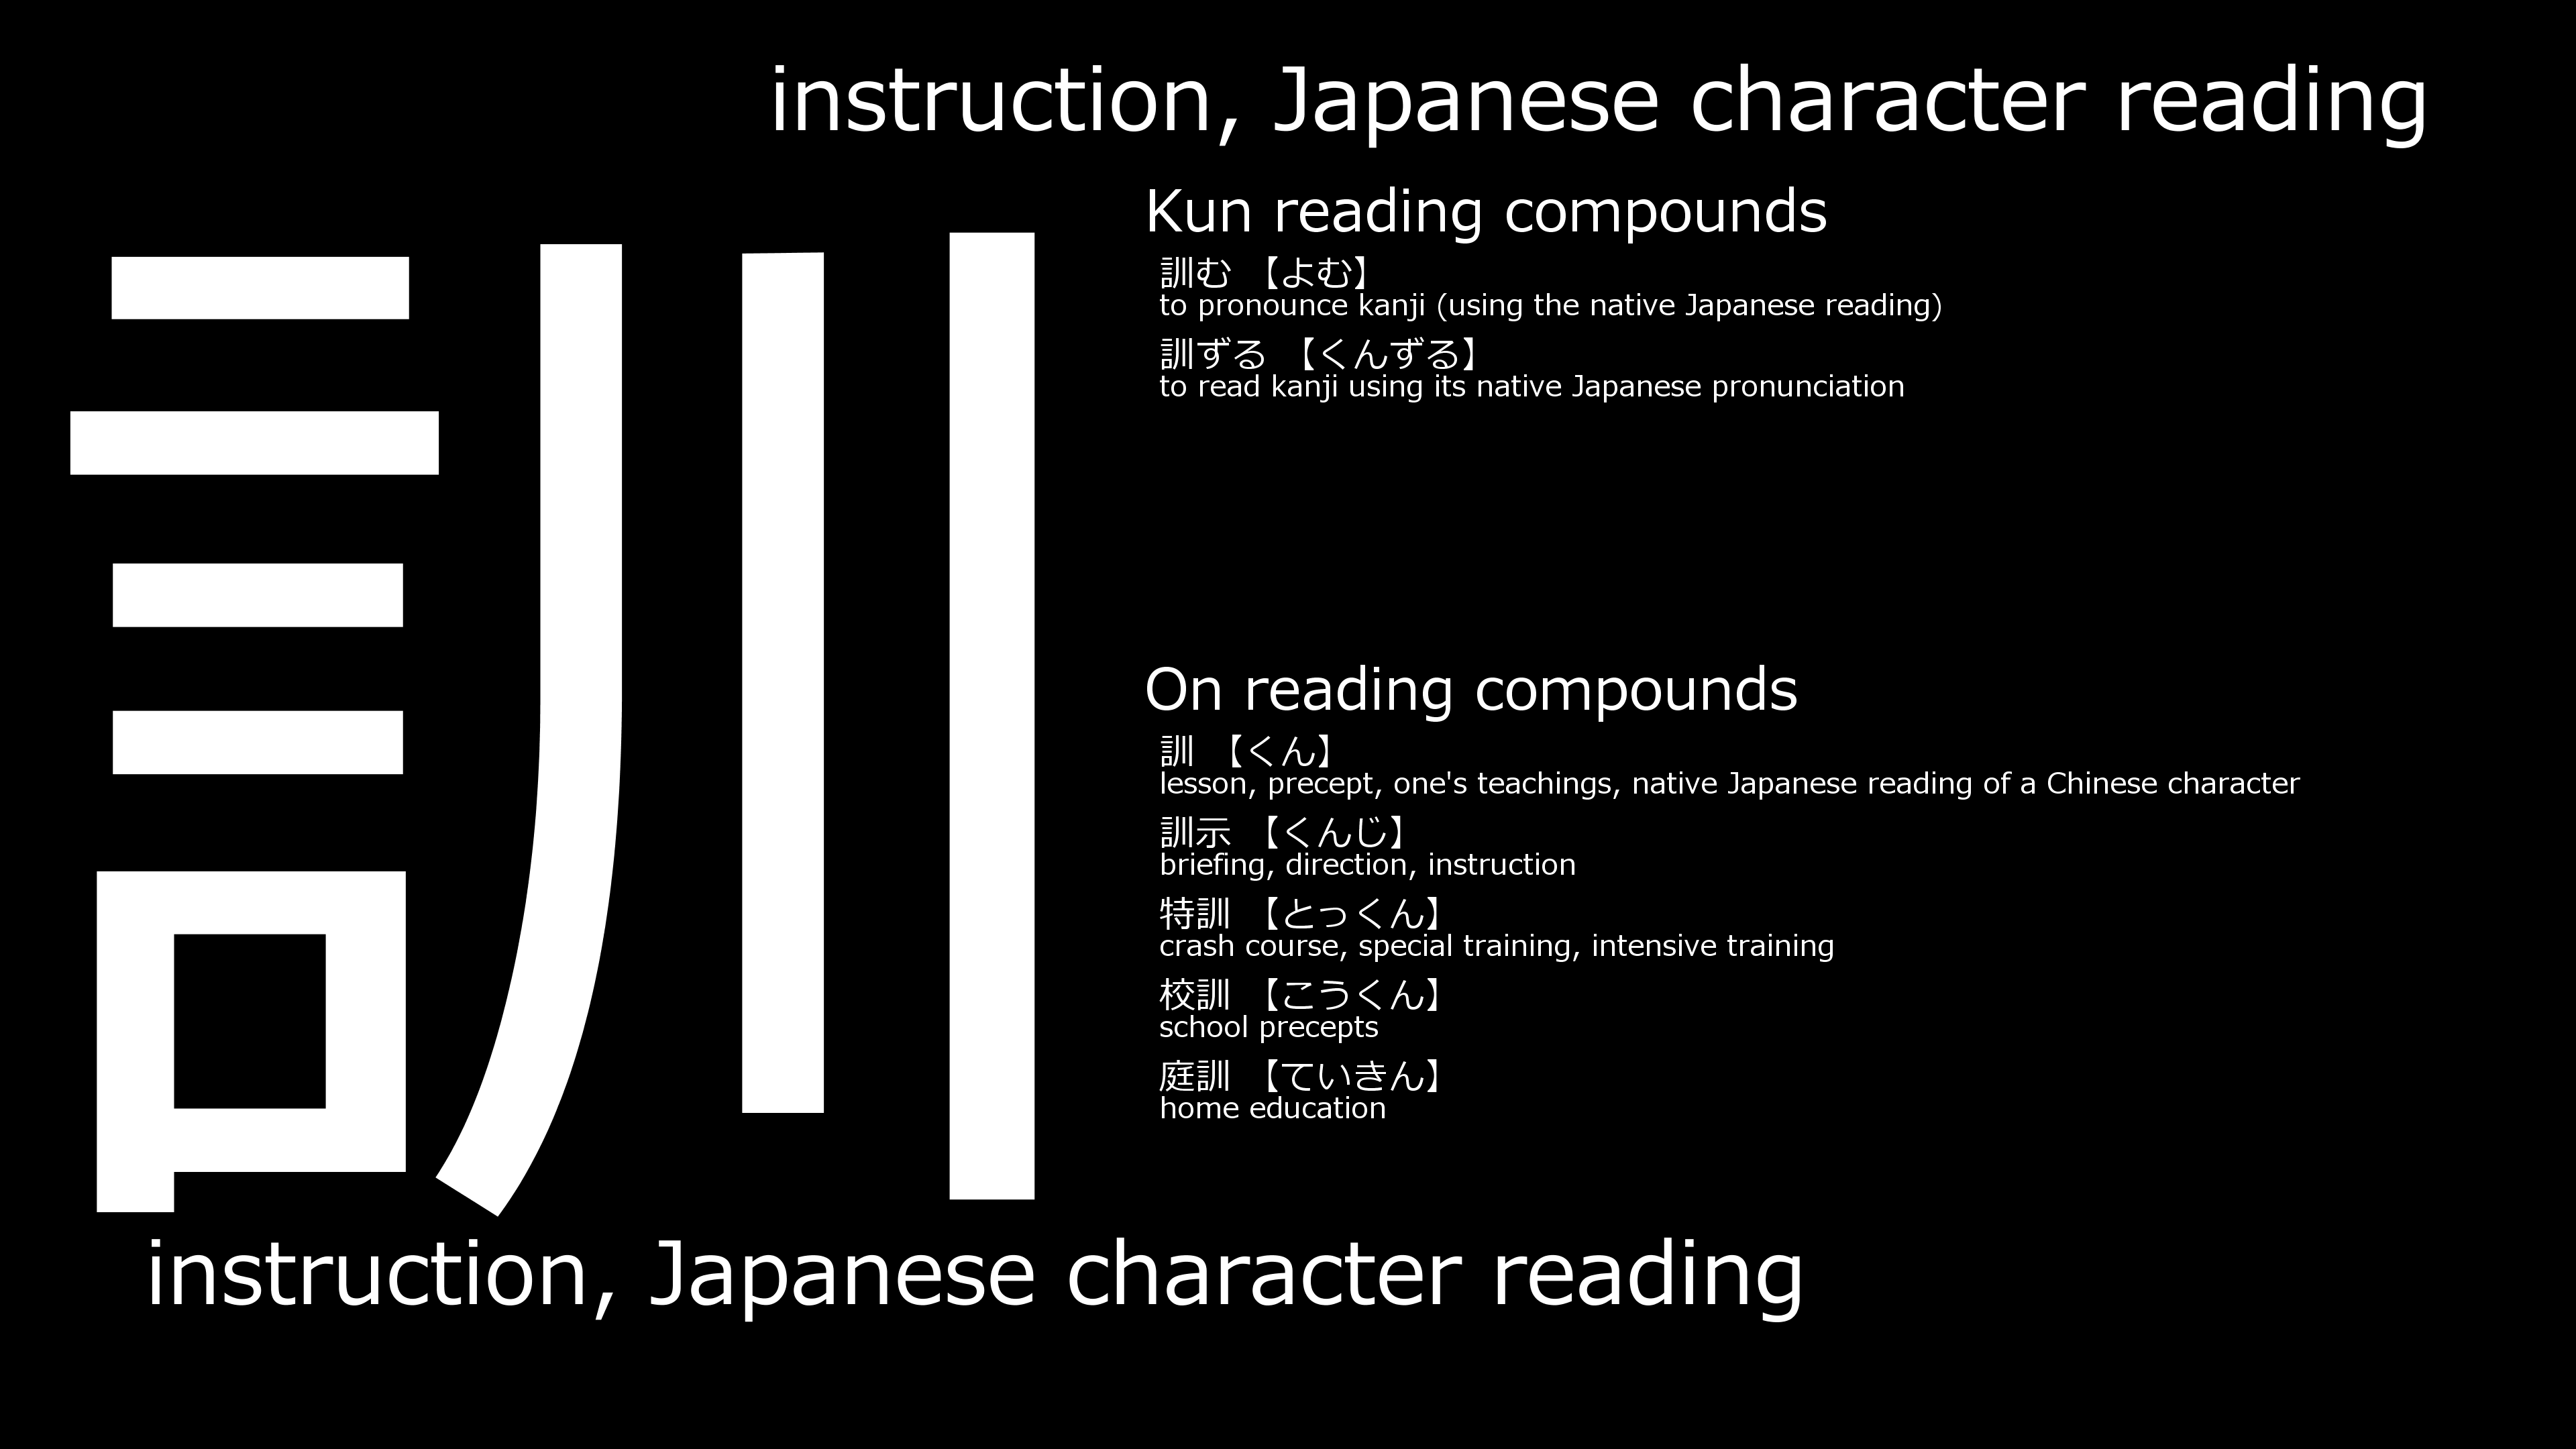 instruction, Japanese character reading
訓
Kun reading compounds
訓む 【よむ】
to pronounce kanji (using the native Japanese reading)
訓ずる 【くんずる】
to read kanji using its native Japanese pronunciation
On reading compounds
訓 【くん】
lesson, precept, one's teachings, native Japanese reading of a Chinese character
訓示 【くんじ】
briefing, direction, instruction
特訓 【とっくん】
crash course, special training, intensive training
校訓 【こうくん】
school precepts
庭訓 【ていきん】
home education
instruction, Japanese character reading